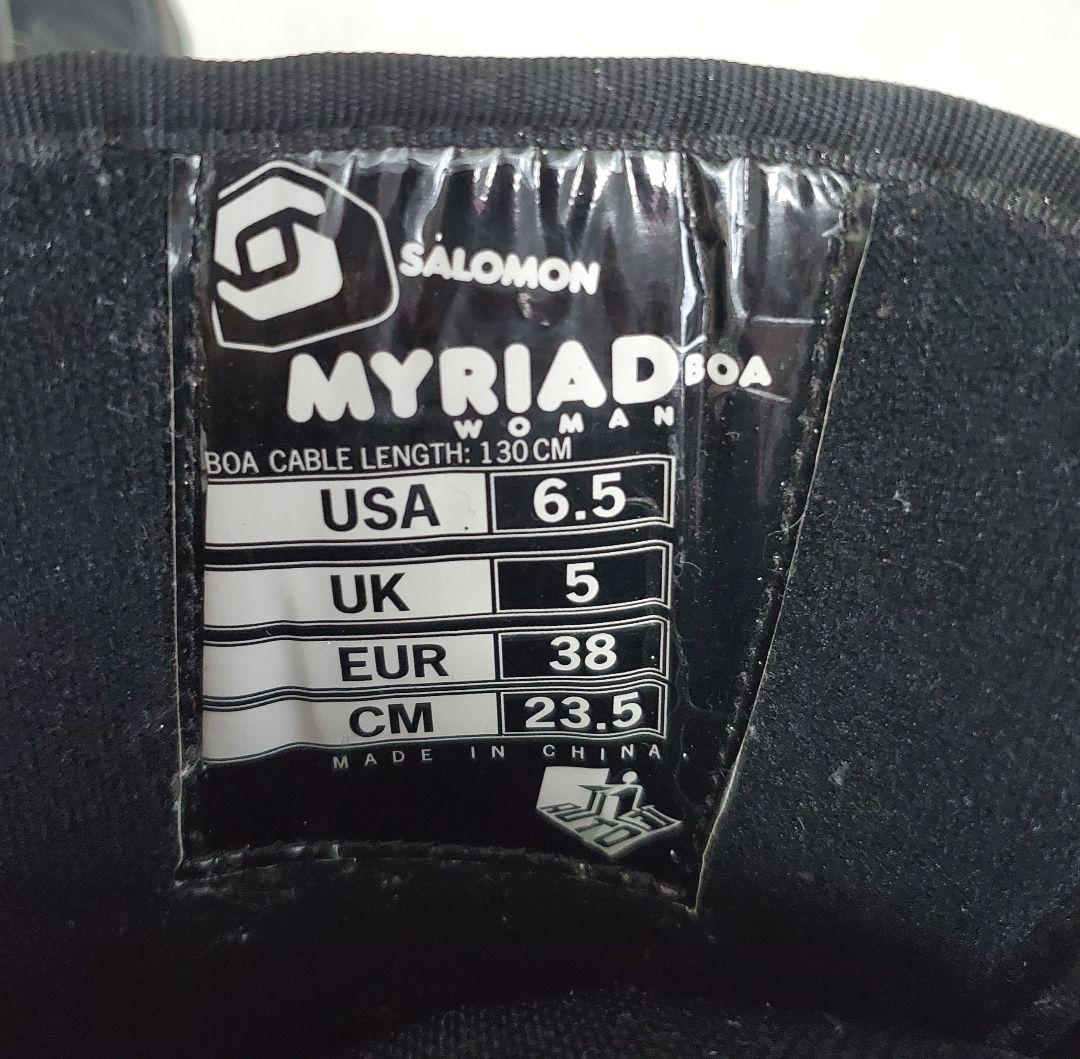 SALOMON
MYRIAD BOA
WOMAN
BOA CABLE LENGTH: 130 CM
USA 6.5
UK 5
EUR 38
CM 23.5
MADE IN CHINA
AUTOFIT